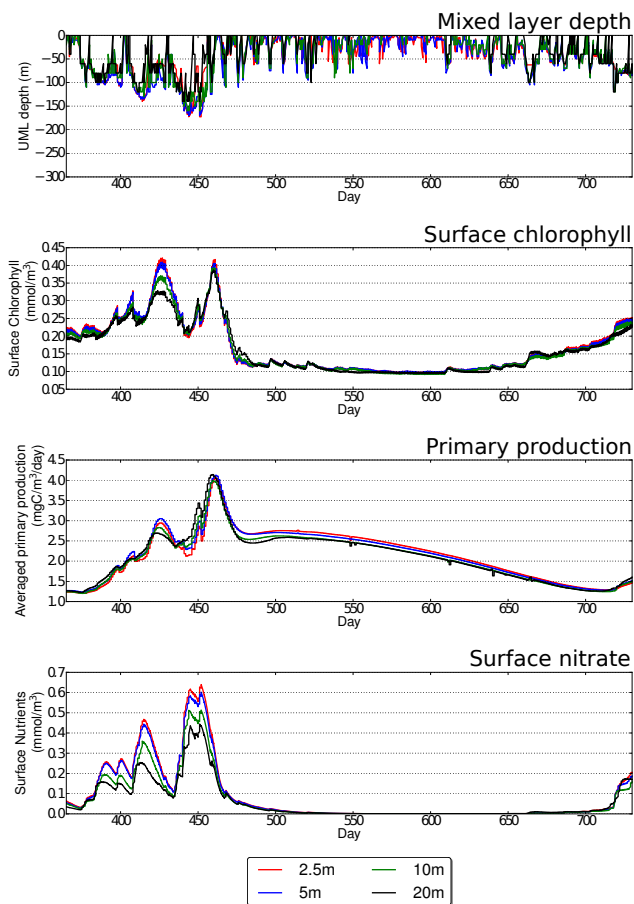 Mixed layer depth
0
−50
−100
−150
−200
−250
−300
UML depth (m)
400 450 500 550 600 650 700
Day
Surface chlorophyll
0.45
0.40
0.35
0.30
0.25
0.20
0.15
0.10
0.05
Surface Chlorophyll
(mmol/m³)
400 450 500 550 600 650 700
Day
Primary production
4.5
4.0
3.5
3.0
2.5
2.0
1.5
1.0
Averaged primary production
(mgC/m³/day)
400 450 500 550 600 650 700
Day
Surface nitrate
0.7
0.6
0.5
0.4
0.3
0.2
0.1
0.0
Surface Nutrients
(mmol/m³)
400 450 500 550 600 650 700
Day
2.5m 10m
5m 20m